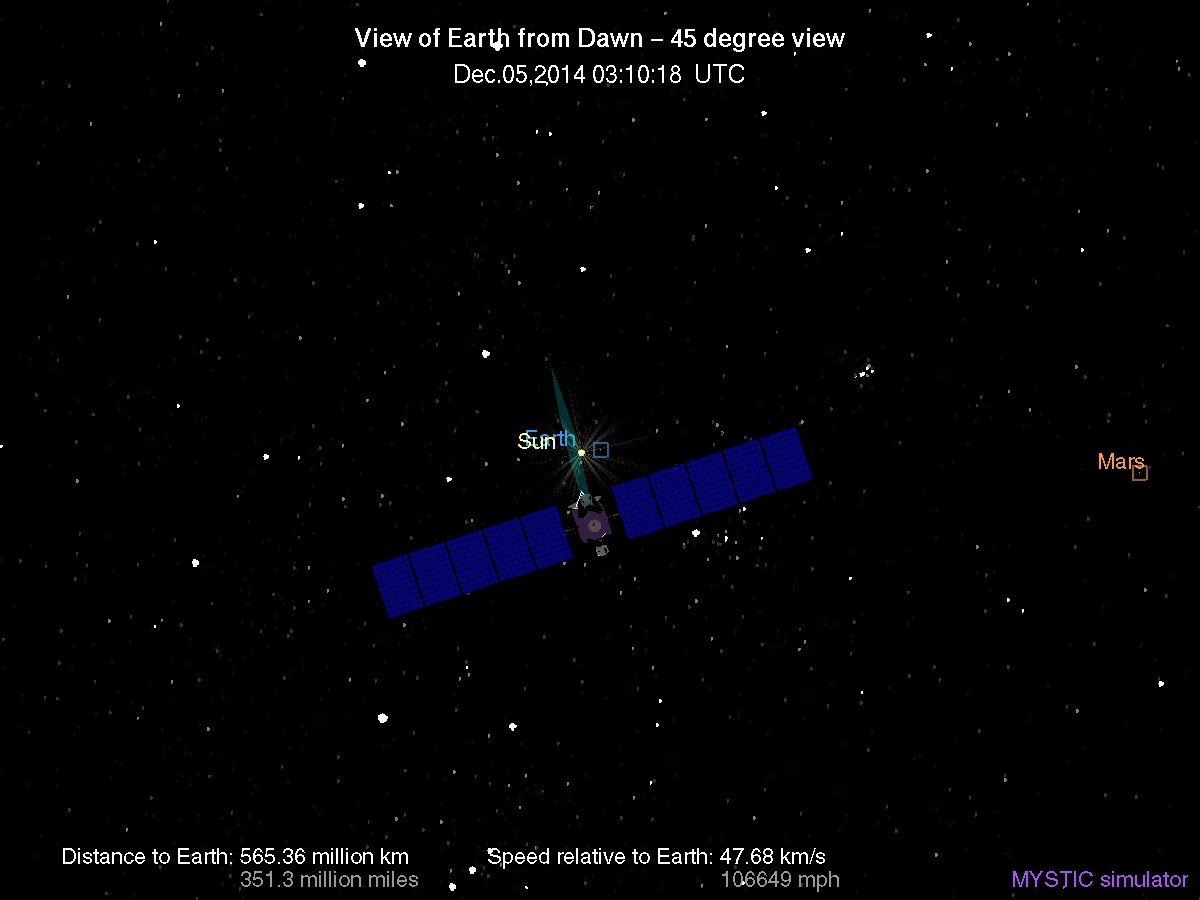 View of Earth from Dawn – 45 degree view
Dec.05,2014 03:10:18 UTC
Earth
Sun
Mars
Distance to Earth: 565.36 million km
351.3 million miles
Speed relative to Earth: 47.68 km/s
106649 mph
MYSTIC simulator